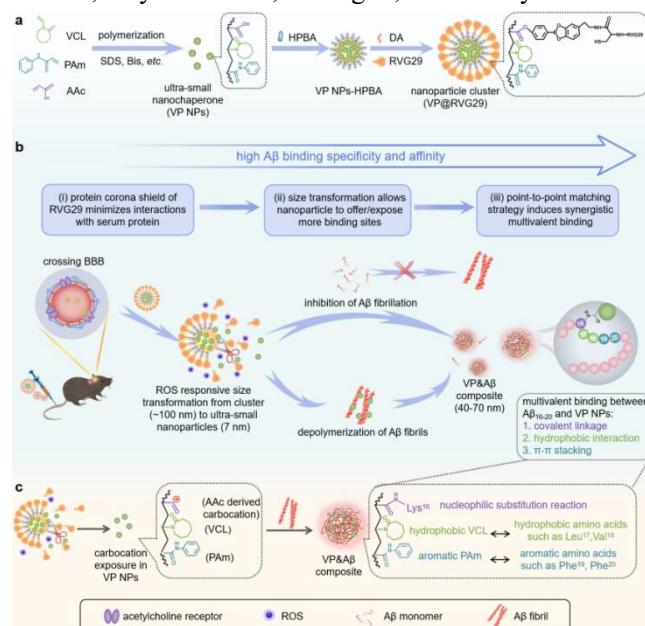 a
VCL
PAm
AAc
polymerization
SDS, Bis, etc.
ultra-small
nanochaperone
(VP NPs)
HPBA
VP NPs-HPBA
DA
RVG29
nanoparticle cluster
(VP@RVG29)
HS
NH-RVG29
b
high Aβ binding specificity and affinity
(i) protein corona shield of
RVG29 minimizes interactions
with serum protein
(ii) size transformation allows
nanoparticle to offer/expose
more binding sites
(iii) point-to-point matching
strategy induces synergistic
multivalent binding
crossing BBB
inhibition of Aβ fibrillation
ROS responsive size
transformation from cluster
(~100 nm) to ultra-small
nanoparticles (7 nm)
depolymerization of Aβ fibrils
VP&Aβ
composite
(40-70 nm)
multivalent binding between
Aβ16-20 and VP NPs:
1. covalent linkage
2. hydrophobic interaction
3. π-π stacking
c
carbocation
exposure in
VP NPs
(AAc derived
carbocation)
(VCL)
(PAm)
VP&Aβ
composite
Lys16 nucleophilic substitution reaction
hydrophobic VCL
hydrophobic amino acids
such as Leu17,Val18
aromatic PAm
aromatic amino acids
such as Phe19, Phe20
acetylcholine receptor
ROS
Aβ monomer
Aβ fibril